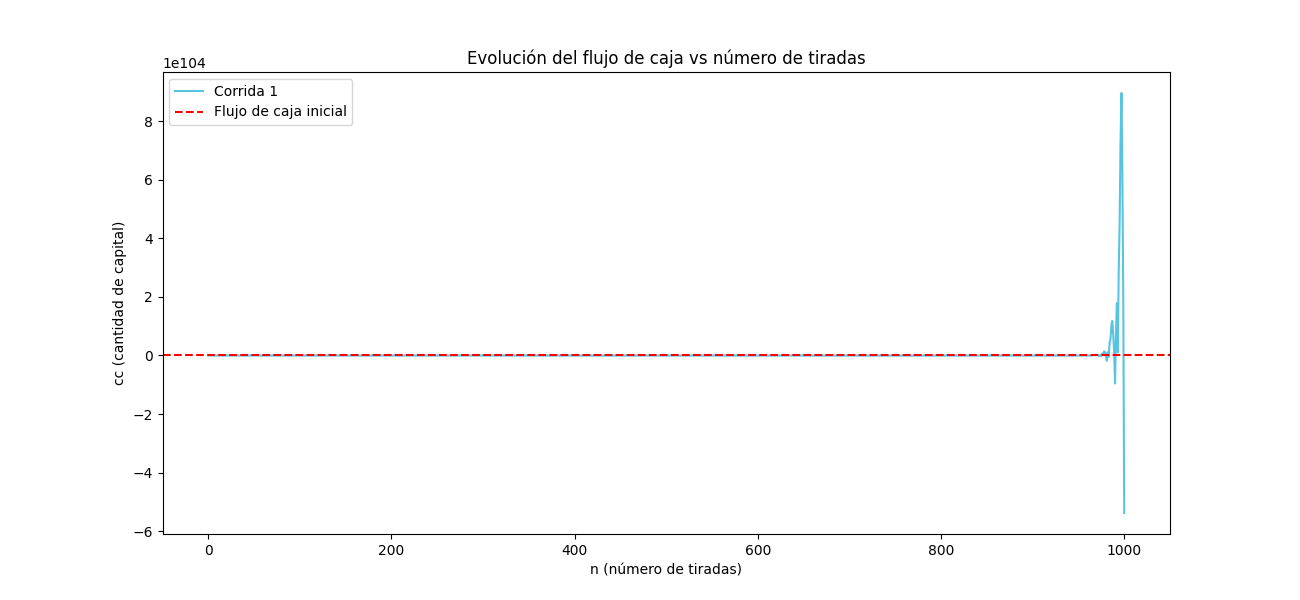 Evolución del flujo de caja vs número de tiradas
1e104
Corrida 1
Flujo de caja inicial
8
6
4
2
0
−2
−4
−6
cc (cantidad de capital)
0 200 400 600 800 1000
n (número de tiradas)